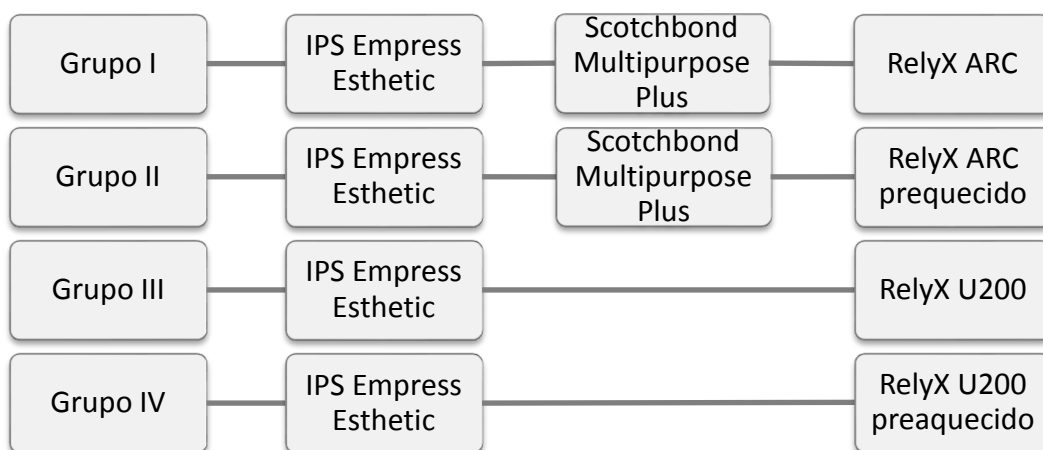 Grupo I
IPS Empress
Esthetic
Scotchbond
Multipurpose
Plus
RelyX ARC
Grupo II
IPS Empress
Esthetic
Scotchbond
Multipurpose
Plus
RelyX ARC
prequecido
Grupo III
IPS Empress
Esthetic
RelyX U200
Grupo IV
IPS Empress
Esthetic
RelyX U200
preaquecido